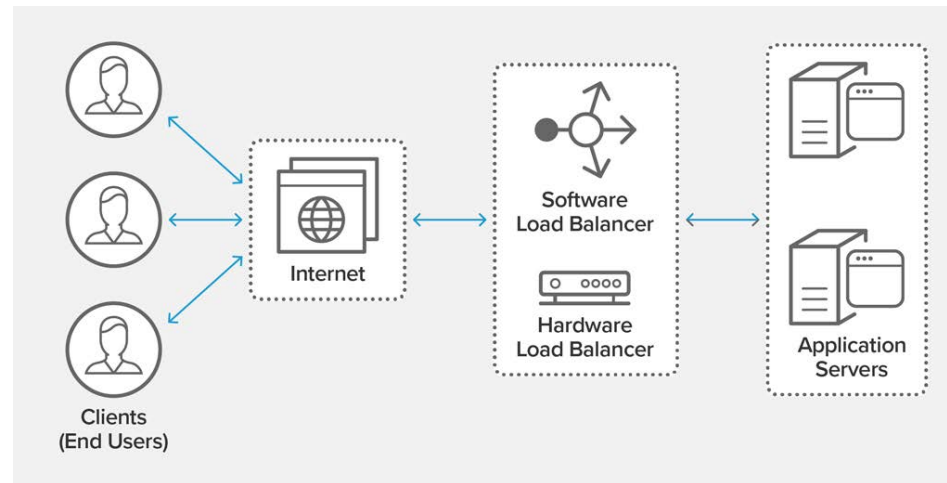 Clients
(End Users)
Internet
Software
Load Balancer
Hardware
Load Balancer
Application
Servers